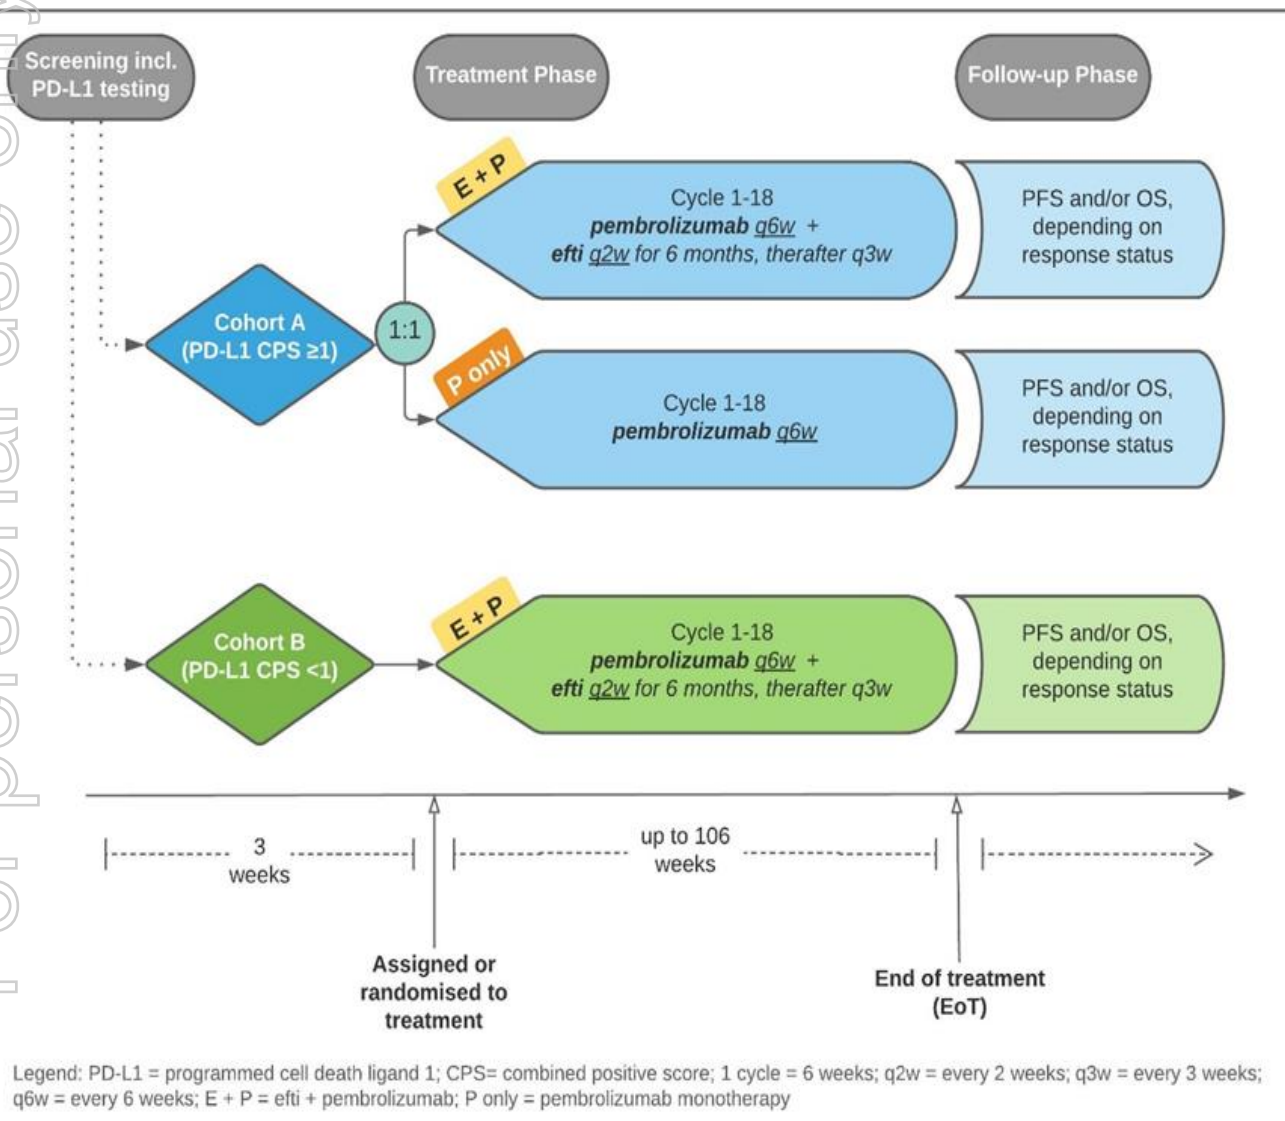 For personal use only
Screening incl.
PD-L1 testing
Treatment Phase
Follow-up Phase
E + P
Cycle 1-18
pembrolizumab q6w +
efti q2w for 6 months, therafter q3w
PFS and/or OS,
depending on
response status
Cohort A
(PD-L1 CPS ≥1)
1:1
P only
Cycle 1-18
pembrolizumab q6w
PFS and/or OS,
depending on
response status
Cohort B
(PD-L1 CPS <1)
E + P
Cycle 1-18
pembrolizumab q6w +
efti q2w for 6 months, therafter q3w
PFS and/or OS,
depending on
response status
3
weeks
up to 106
weeks
Assigned or
randomised to
treatment
End of treatment
(EoT)
Legend: PD-L1 = programmed cell death ligand 1; CPS= combined positive score; 1 cycle = 6 weeks; q2w = every 2 weeks; q3w = every 3 weeks;
q6w = every 6 weeks; E + P = efti + pembrolizumab; P only = pembrolizumab monotherapy